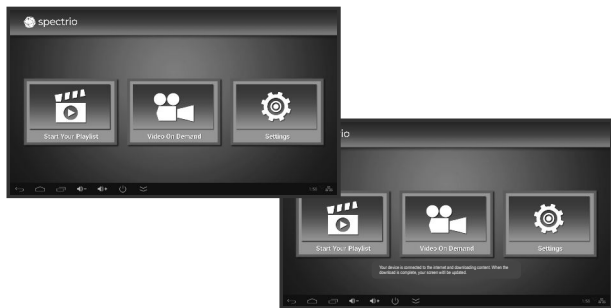 spectrio
Start Your Playlist
Video On Demand
Settings
io
Start Your Playlist
Video On Demand
Settings
Your device is connected to the internet and downloading content. When the
download is complete, your screen will be updated.